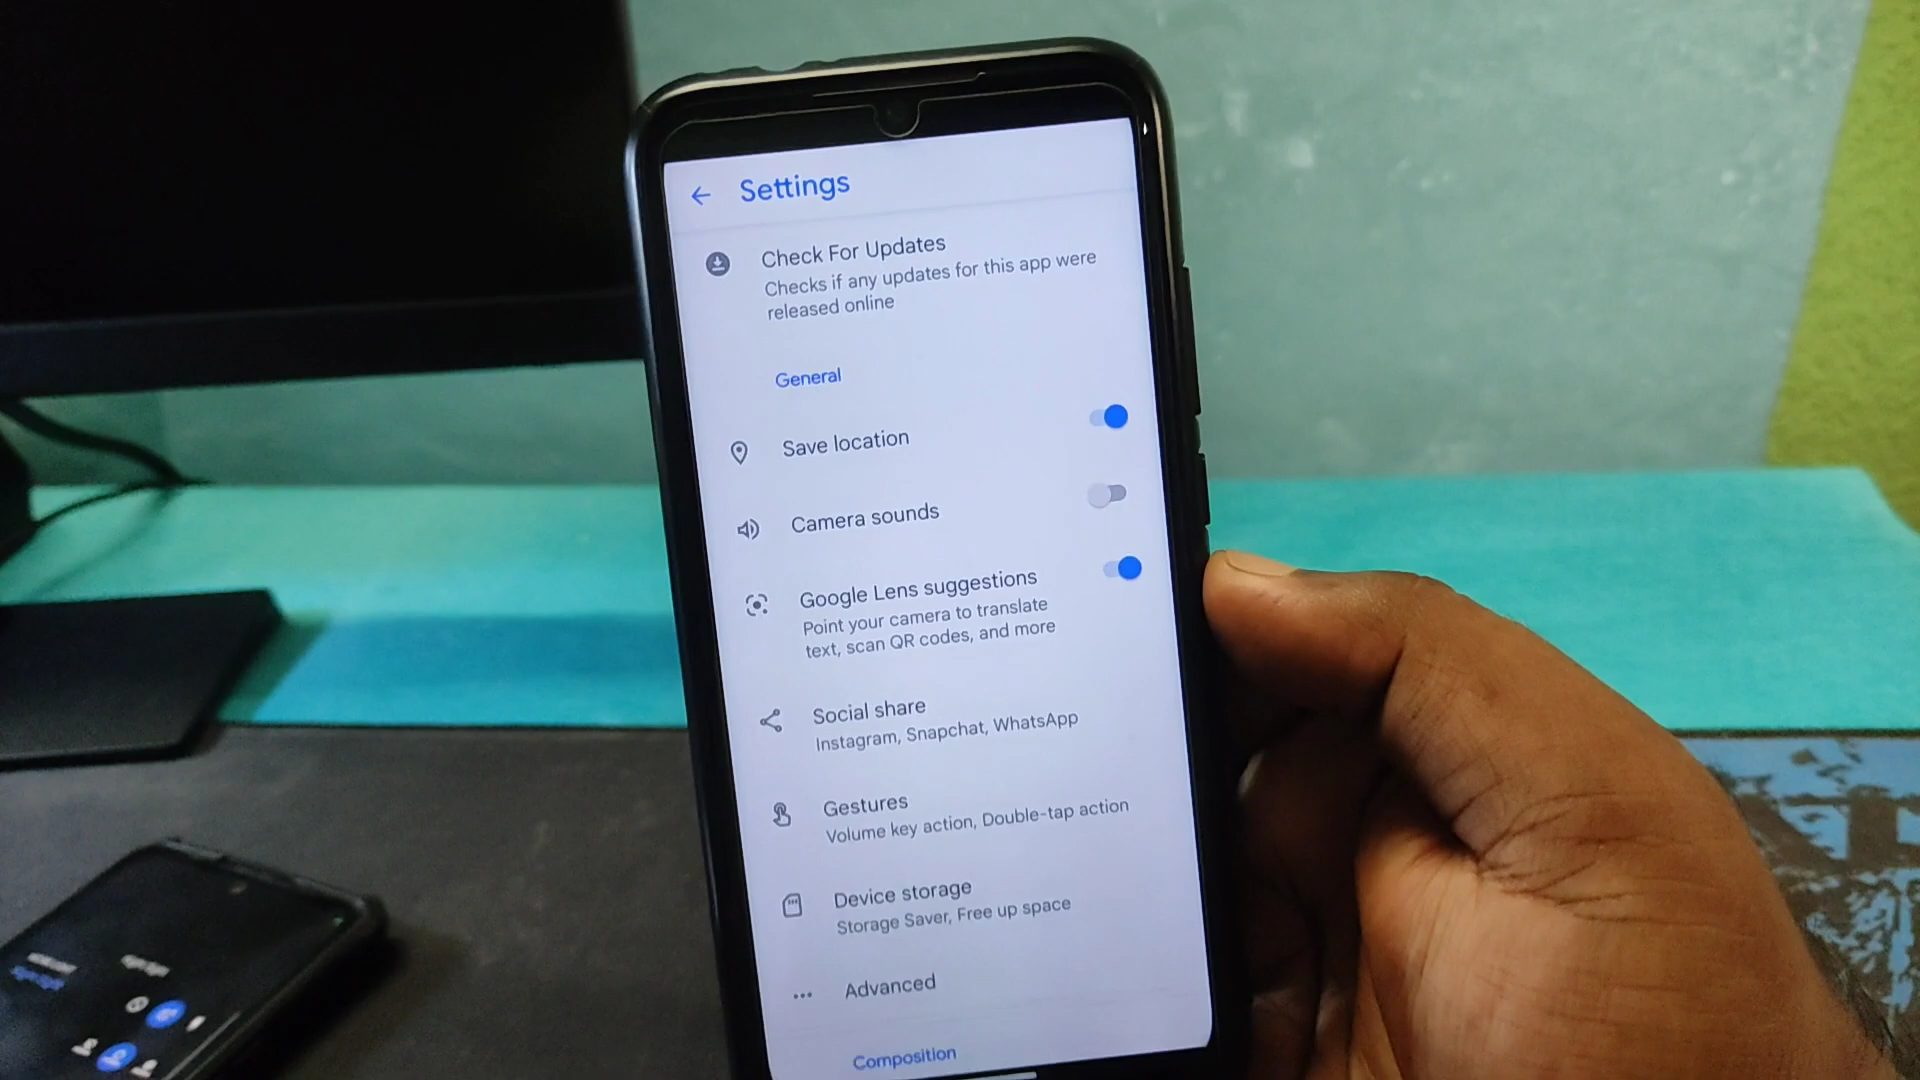 Settings
Check For Updates
Checks if any updates for this app were
released online
General
Save location
Camera sounds
Google Lens suggestions
Point your camera to translate
text, scan QR codes, and more
Social share
Instagram, Snapchat, WhatsApp
Gestures
Volume key action, Double-tap action
Device storage
Storage Saver, Free up space
Advanced
Composition